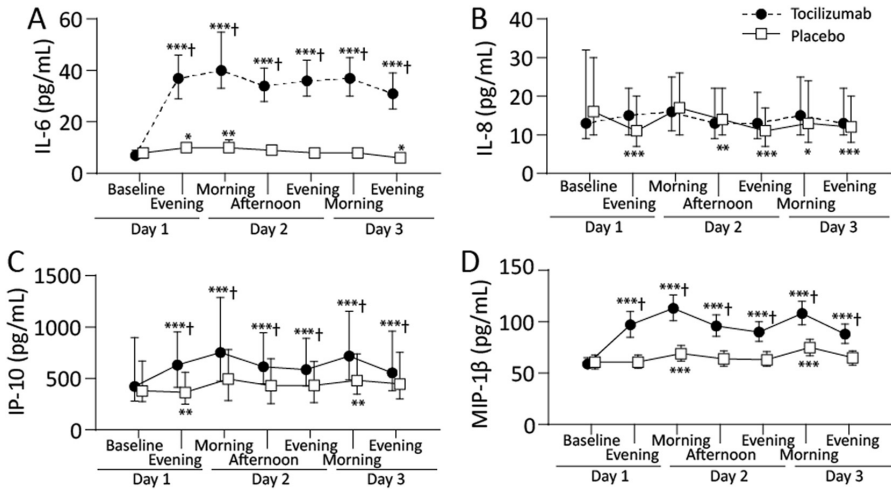 A
IL-6 (pg/mL)
60
40
20
0
***†
***†
***†
***†
***†
***†
*
**
*
Baseline
Morning
Evening
Evening
Evening
Afternoon
Morning
Day 1
Day 2
Day 3
B
IL-8 (pg/mL)
40
30
20
10
0
Tocilizumab
Placebo
***
**
***
*
***
Baseline
Morning
Evening
Evening
Evening
Afternoon
Morning
Day 1
Day 2
Day 3
C
IP-10 (pg/mL)
1500
1000
500
0
***†
***†
***†
***†
***†
***†
**
**
Baseline
Morning
Evening
Evening
Evening
Afternoon
Morning
Day 1
Day 2
Day 3
D
MIP-1β (pg/mL)
150
100
50
0
***†
***†
***†
***†
***†
***†
***
***
Baseline
Morning
Evening
Evening
Evening
Afternoon
Morning
Day 1
Day 2
Day 3